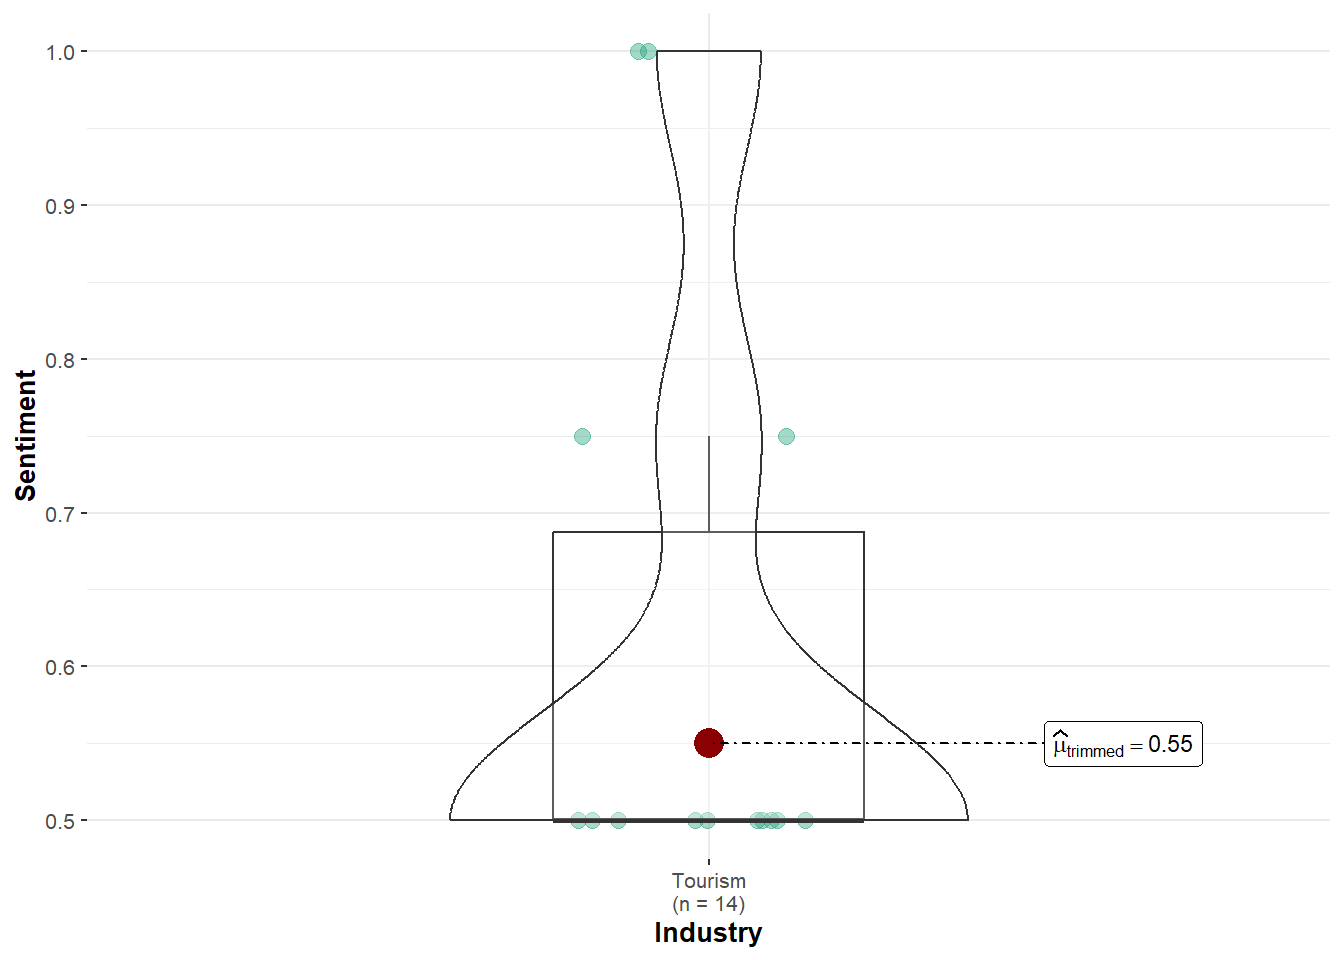 1.0
0.9
0.8
0.7
0.6
0.5
Sentiment
μ̂trimmed = 0.55
Tourism
(n = 14)
Industry